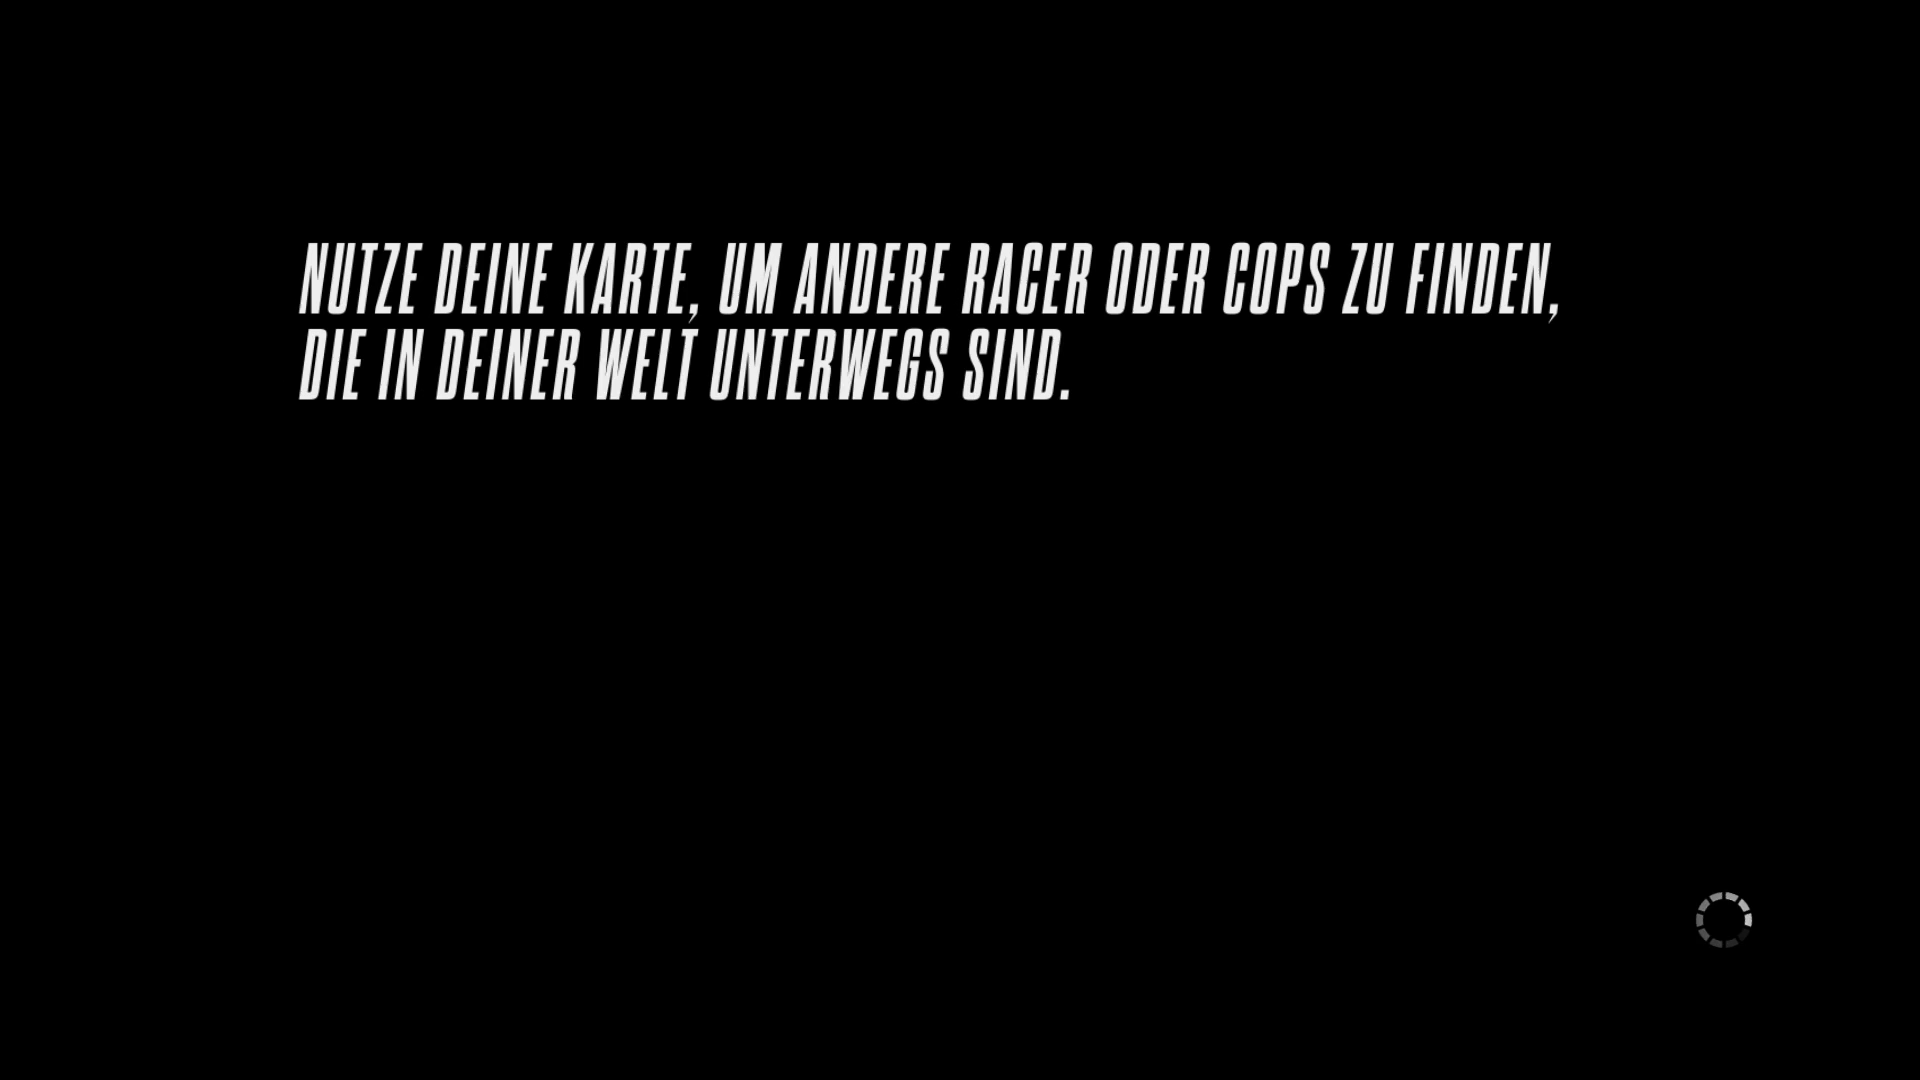 NUTZE DEINE KARTE, UM ANDERE RACER ODER COPS ZU FINDEN,
DIE IN DEINER WELT UNTERWEGS SIND.